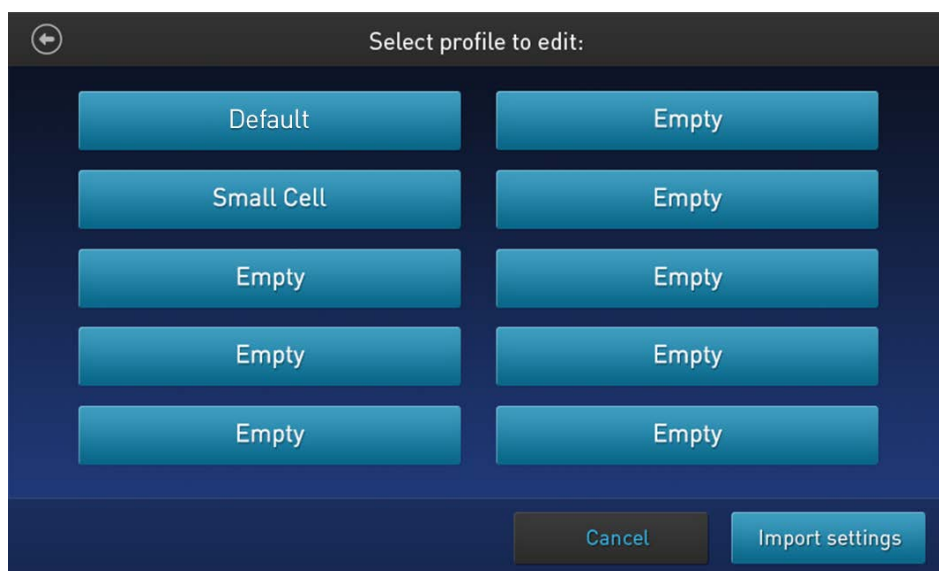 Select profile to edit:
Default
Empty
Small Cell
Empty
Empty
Empty
Empty
Empty
Empty
Empty
Cancel
Import settings